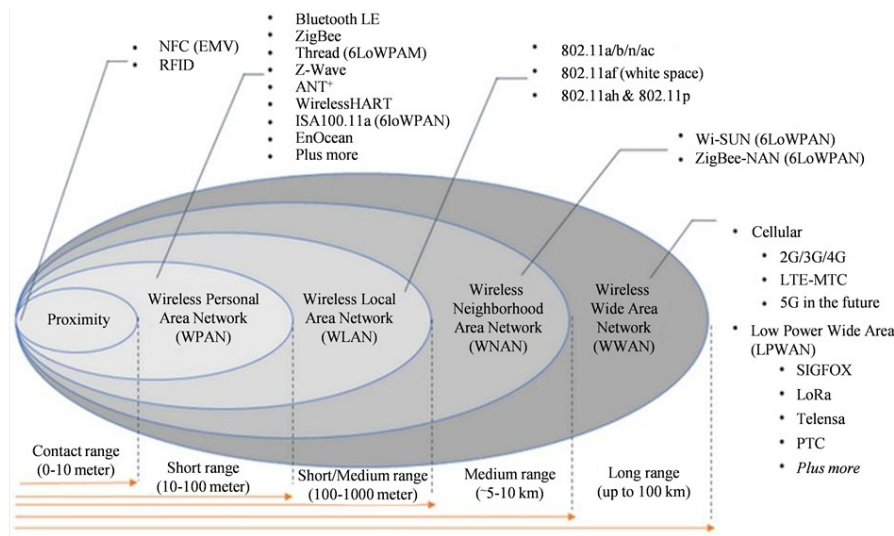 NFC (EMV)
RFID
Bluetooth LE
ZigBee
Thread (6LoWPAM)
Z-Wave
ANT+
WirelessHART
ISA100.11a (6loWPAN)
EnOcean
Plus more
802.11a/b/n/ac
802.11af (white space)
802.11ah & 802.11p
Wi-SUN (6LoWPAN)
ZigBee-NAN (6LoWPAN)
Cellular
2G/3G/4G
LTE-MTC
5G in the future
Low Power Wide Area
(LPWAN)
SIGFOX
LoRa
Telensa
PTC
Plus more
Proximity
Wireless Personal
Area Network
(WPAN)
Wireless Local
Area Network
(WLAN)
Wireless
Neighborhood
Area Network
(WNAN)
Wireless
Wide Area
Network
(WWAN)
Contact range
(0-10 meter)
Short range
(10-100 meter)
Short/Medium range
(100-1000 meter)
Medium range
(~5-10 km)
Long range
(up to 100 km)